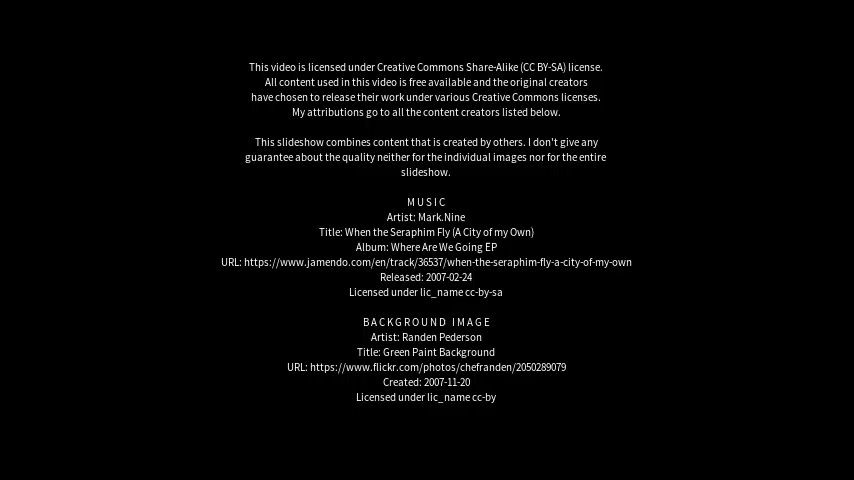 This video is licensed under Creative Commons Share-Alike (CC BY-SA) license.
All content used in this video is free available and the original creators
have chosen to release their work under various Creative Commons licenses.
My attributions go to all the content creators listed below.
This slideshow combines content that is created by others. I don't give any
guarantee about the quality neither for the individual images nor for the entire
slideshow.
MUSIC
Artist: Mark.Nine
Title: When the Seraphim Fly (A City of my Own)
Album: Where Are We Going EP
URL: https://www.jamendo.com/en/track/36537/when-the-seraphim-fly-a-city-of-my-own
Released: 2007-02-24
Licensed under lic_name cc-by-sa
BACKGROUND IMAGE
Artist: Randen Pederson
Title: Green Paint Background
URL: https://www.flickr.com/photos/chefranden/2050289079
Created: 2007-11-20
Licensed under lic_name cc-by